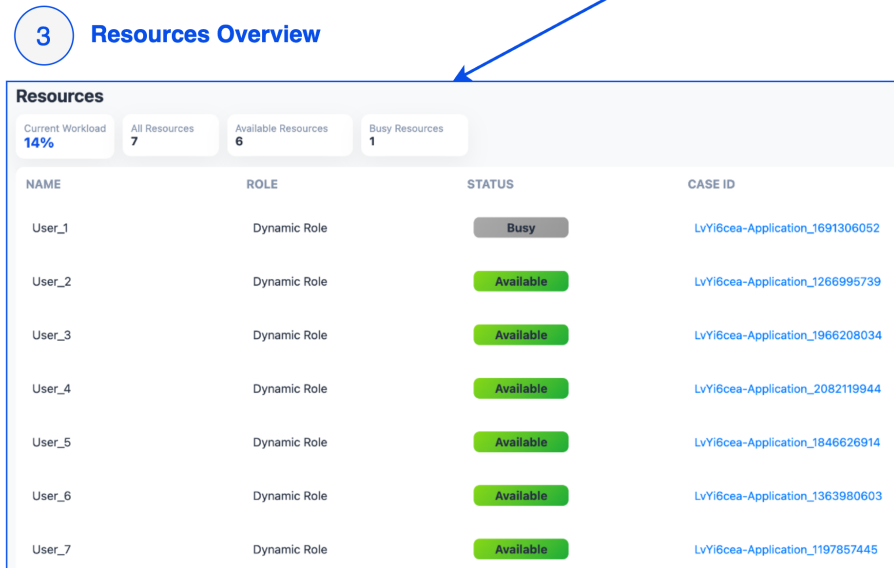 3 Resources Overview
Resources
Current Workload All Resources Available Resources Busy Resources
14% 7 6 1
NAME ROLE STATUS CASE ID
User_1 Dynamic Role Busy LvYi6cea-Application_1691306052
User_2 Dynamic Role Available LvYi6cea-Application_1266995739
User_3 Dynamic Role Available LvYi6cea-Application_1966208034
User_4 Dynamic Role Available LvYi6cea-Application_2082119944
User_5 Dynamic Role Available LvYi6cea-Application_1846626914
User_6 Dynamic Role Available LvYi6cea-Application_1363980603
User_7 Dynamic Role Available LvYi6cea-Application_1197857445